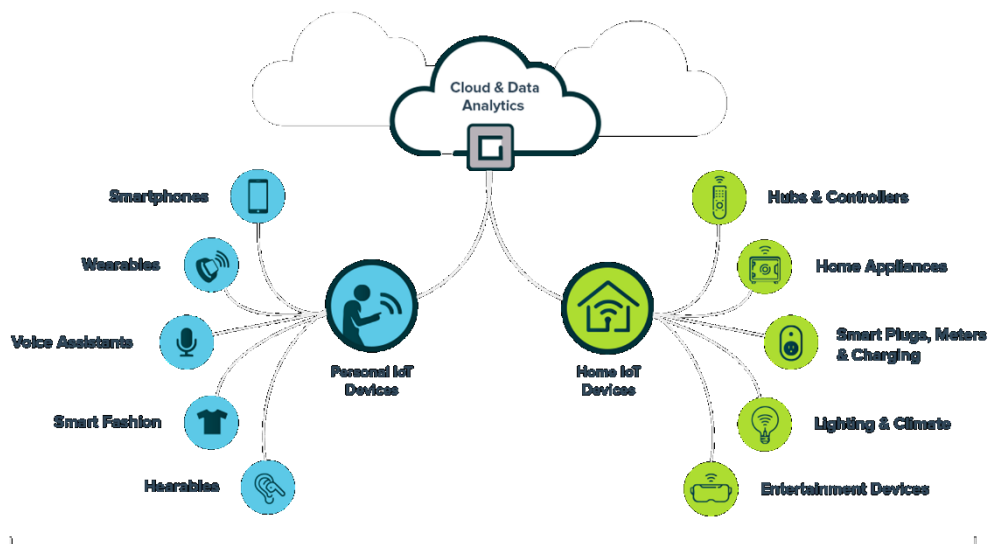 Cloud & Data
Analytics
Smartphones
Wearables
Voice Assistants
Smart Fashion
Hearables
Personal IoT
Devices
Home IoT
Devices
Hubs & Controllers
Home Appliances
Smart Plugs, Meters
& Charging
Lighting & Climate
Entertainment Devices